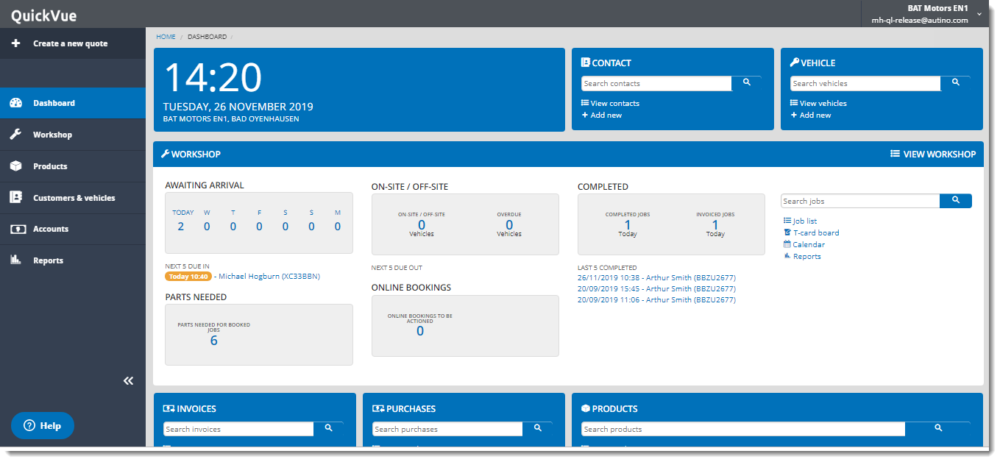 QuickVue
BAT Motors EN1
mh-ql-release@autino.com
Create a new quote
Dashboard
Workshop
Products
Customers & vehicles
Accounts
Reports
Help
HOME / DASHBOARD /
14:20
TUESDAY, 26 NOVEMBER 2019
BAT MOTORS EN1, BAD OYENHAUSEN
CONTACT
Search contacts
View contacts
Add new
VEHICLE
Search vehicles
View vehicles
Add new
WORKSHOP
VIEW WORKSHOP
AWAITING ARRIVAL
TODAY W T F S S M
2 0 0 0 0 0 0
NEXT 5 DUE IN
Today 10:40 - Michael Hogburn (XC33BBN)
PARTS NEEDED
PARTS NEEDED FOR BOOKED
JOBS
6
ON-SITE / OFF-SITE
ON-SITE / OFF-SITE OVERDUE
0 0
Vehicles Vehicles
NEXT 5 DUE OUT
ONLINE BOOKINGS
ONLINE BOOKINGS TO BE
ACTIONED
0
COMPLETED
COMPLETED JOBS INVOICED JOBS
1 1
Today Today
LAST 5 COMPLETED
26/11/2019 10:38 - Arthur Smith (BBZU2677)
20/09/2019 15:45 - Arthur Smith (BBZU2677)
20/09/2019 11:06 - Arthur Smith (BBZU2677)
Search jobs
Job list
T-card board
Calendar
Reports
INVOICES
Search invoices
PURCHASES
Search purchases
PRODUCTS
Search products